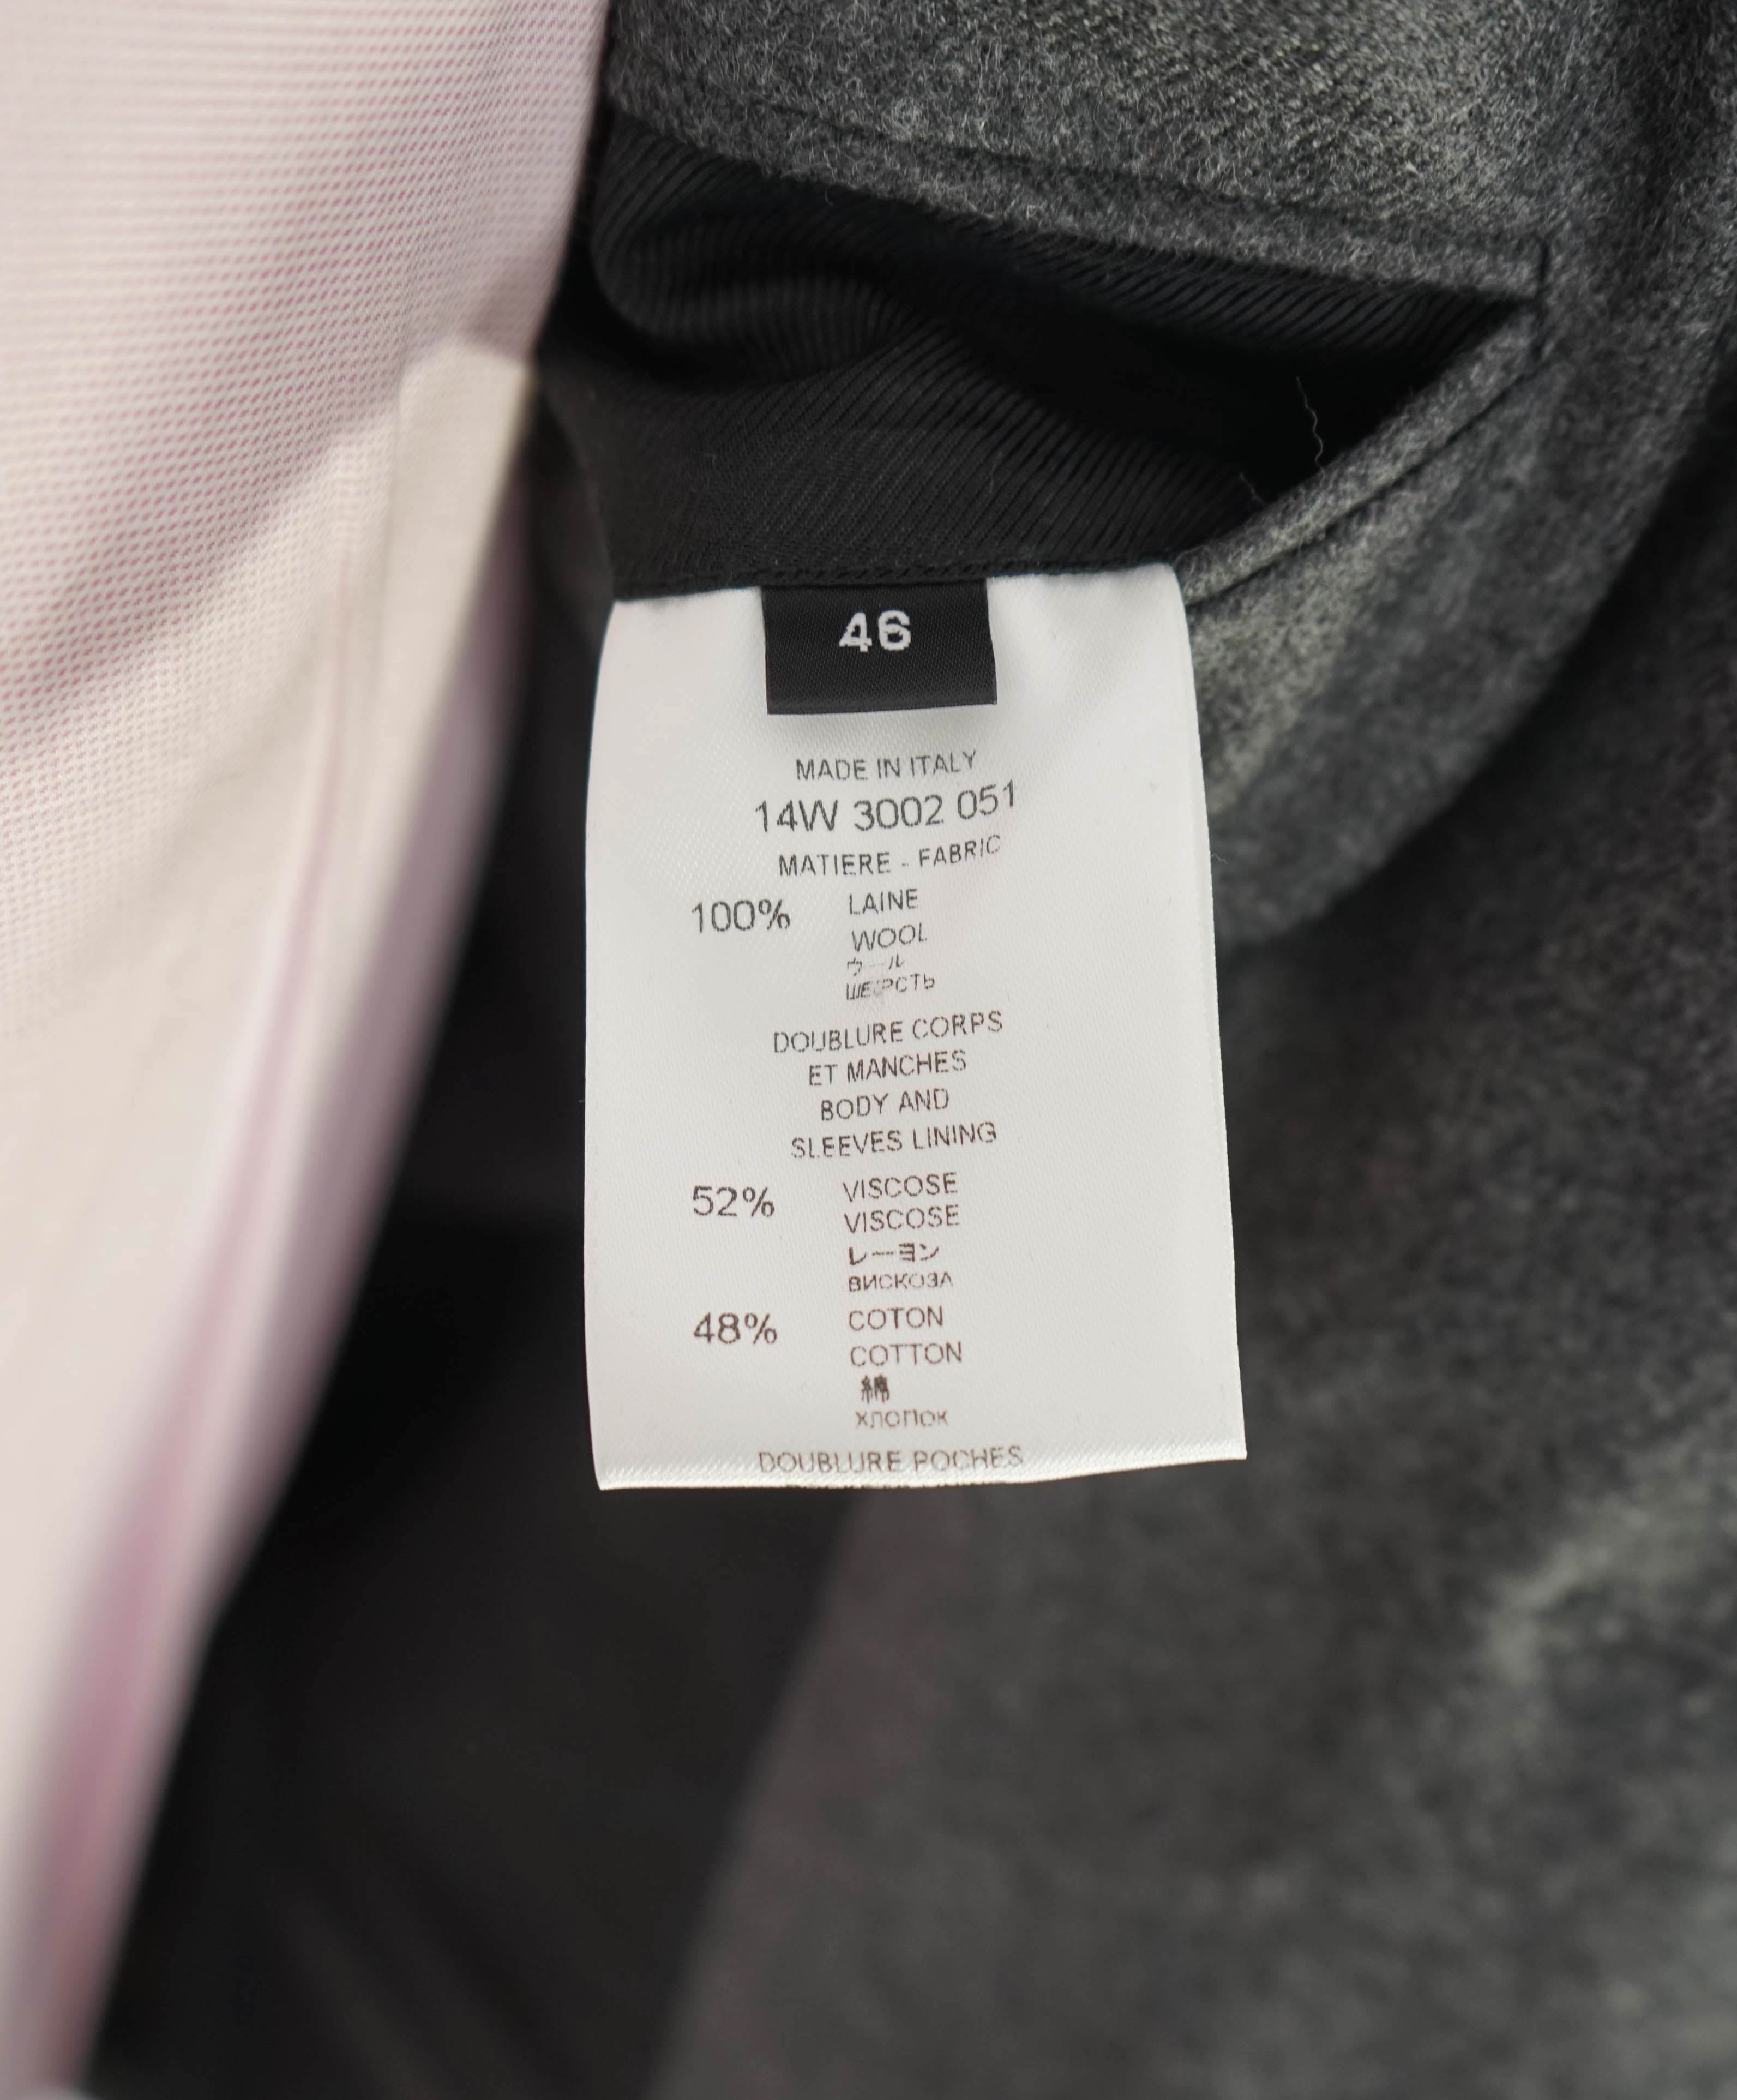 46
MADE IN ITALY
14W 3002 051
MATIERE - FABRIC
100% LAINE
WOOL
ウール
ШЕРСТЬ
DOUBLURE CORPS
ET MANCHES
BODY AND
SLEEVES LINING
52% VISCOSE
VISCOSE
レーヨン
ВИСКОЗА
48% COTON
COTTON
綿
ХЛОПОК
DOUBLURE POCHES